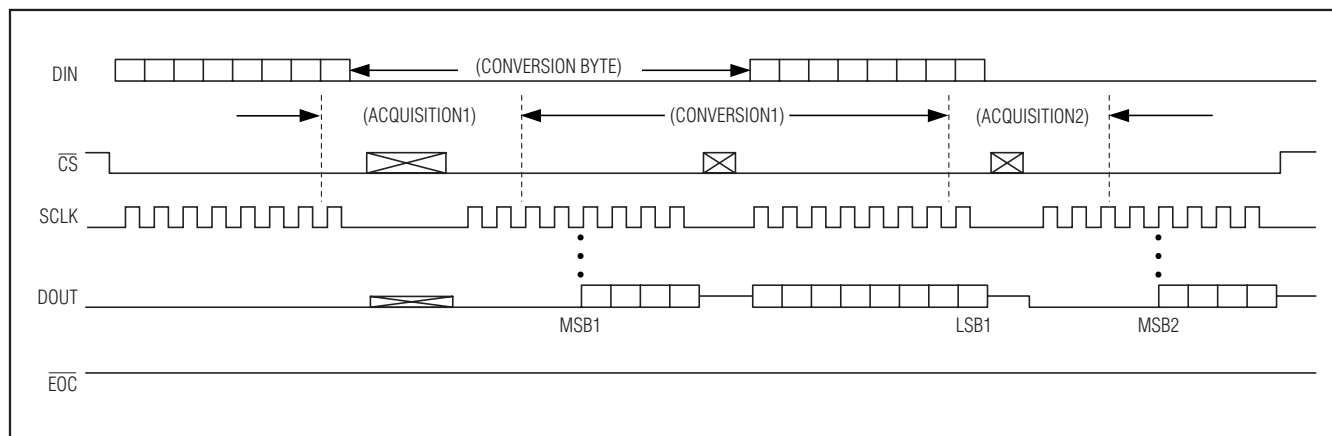 DIN
(CONVERSION BYTE)
(ACQUISITION1)
(CONVERSION1)
(ACQUISITION2)
CS
SCLK
DOUT
MSB1
LSB1
MSB2
EOC